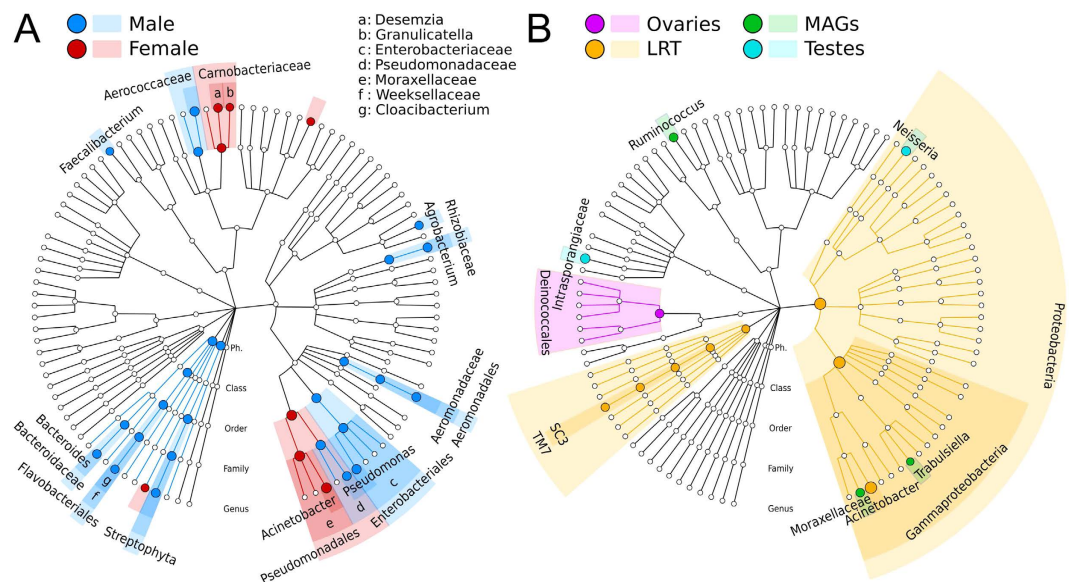 A
Male
Female
a: Desemzia
b: Granulicatella
c: Enterobacteriaceae
d: Pseudomonadaceae
e: Moraxellaceae
f: Weeksellaceae
g: Cloacibacterium
Aerococcaceae
Carnobacteriaceae
a
b
Faecalibacterium
Rhizobiaceae
Agrobacterium
Ph.
Class
Order
Family
Genus
Aeromonadaceae
Aeromonadales
Bacteroides
Bacteroidaceae
Flavobacteriales
g
f
Streptophyta
Pseudomonas
c
Enterobacteriales
Acinetobacter
d
e
Pseudomonadales
B
Ovaries
LRT
MAGs
Testes
Ruminococcus
Neisseria
Intrasporangiaceae
Deinococcales
Proteobacteria
Ph.
Class
Order
Family
Genus
SC3
TM7
Trabulsiella
Acinetobacter
Moraxellaceae
Gammaproteobacteria